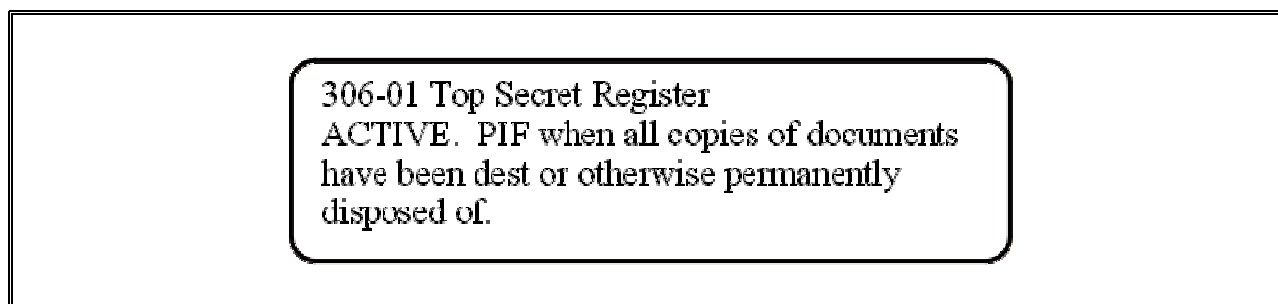 306-01 Top Secret Register
ACTIVE.  PIF when all copies of documents
have been dest or otherwise permanently
disposed of.